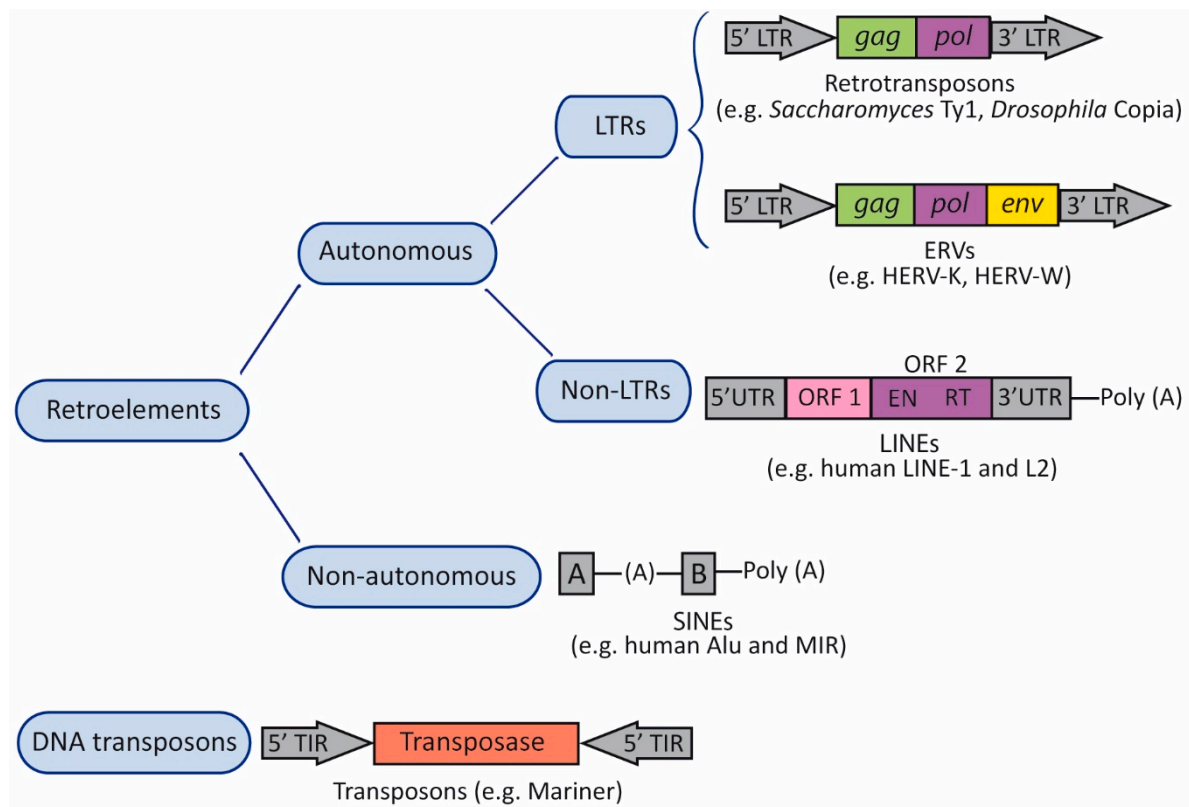 5' LTR gag pol 3' LTR
Retrotransposons
(e.g. Saccharomyces Ty1, Drosophila Copia)
LTRs
5' LTR gag pol env 3' LTR
ERVs
(e.g. HERV-K, HERV-W)
Autonomous
Non-LTRs
ORF 2
5'UTR ORF 1 EN RT 3'UTR Poly (A)
LINEs
(e.g. human LINE-1 and L2)
Retroelements
Non-autonomous
A (A) B Poly (A)
SINEs
(e.g. human Alu and MIR)
DNA transposons
5' TIR Transposase 5' TIR
Transposons (e.g. Mariner)